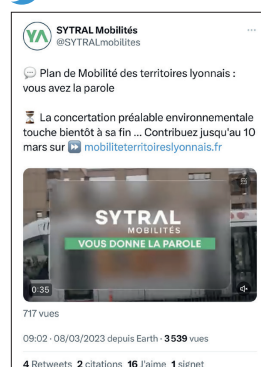 SYTRAL Mobilités
@SYTRALmobilites
Plan de Mobilité des territoires lyonnais :
vous avez la parole
La concertation préalable environnementale
touche bientôt à sa fin ... Contribuez jusqu'au 10
mars sur mobiliteterritoireslyonnais.fr
SYTRAL
MOBILITÉS
VOUS DONNE LA PAROLE
0:35
717 vues
09:02 · 08/03/2023 depuis Earth · 3 539 vues
4 Retweets 2 citations 16 J'aime 1 signet